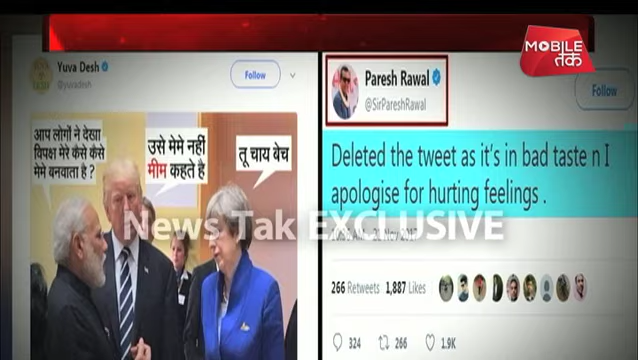 MOBILE
तक
Yuva Desh
@yuvadesh
Follow
आप लोगों ने देखा
विपक्ष मेरे कैसे कैसे
मेमे बनवाता है ?
उसे मेमे नहीं
मीम कहते है
तू चाय बेच
Paresh Rawal
@SirPareshRawal
Follow
Deleted the tweet as it's in bad taste n I
apologise for hurting feelings .
News Tak EXCLUSIVE
266 Retweets 1,887 Likes
324 266 1.9K